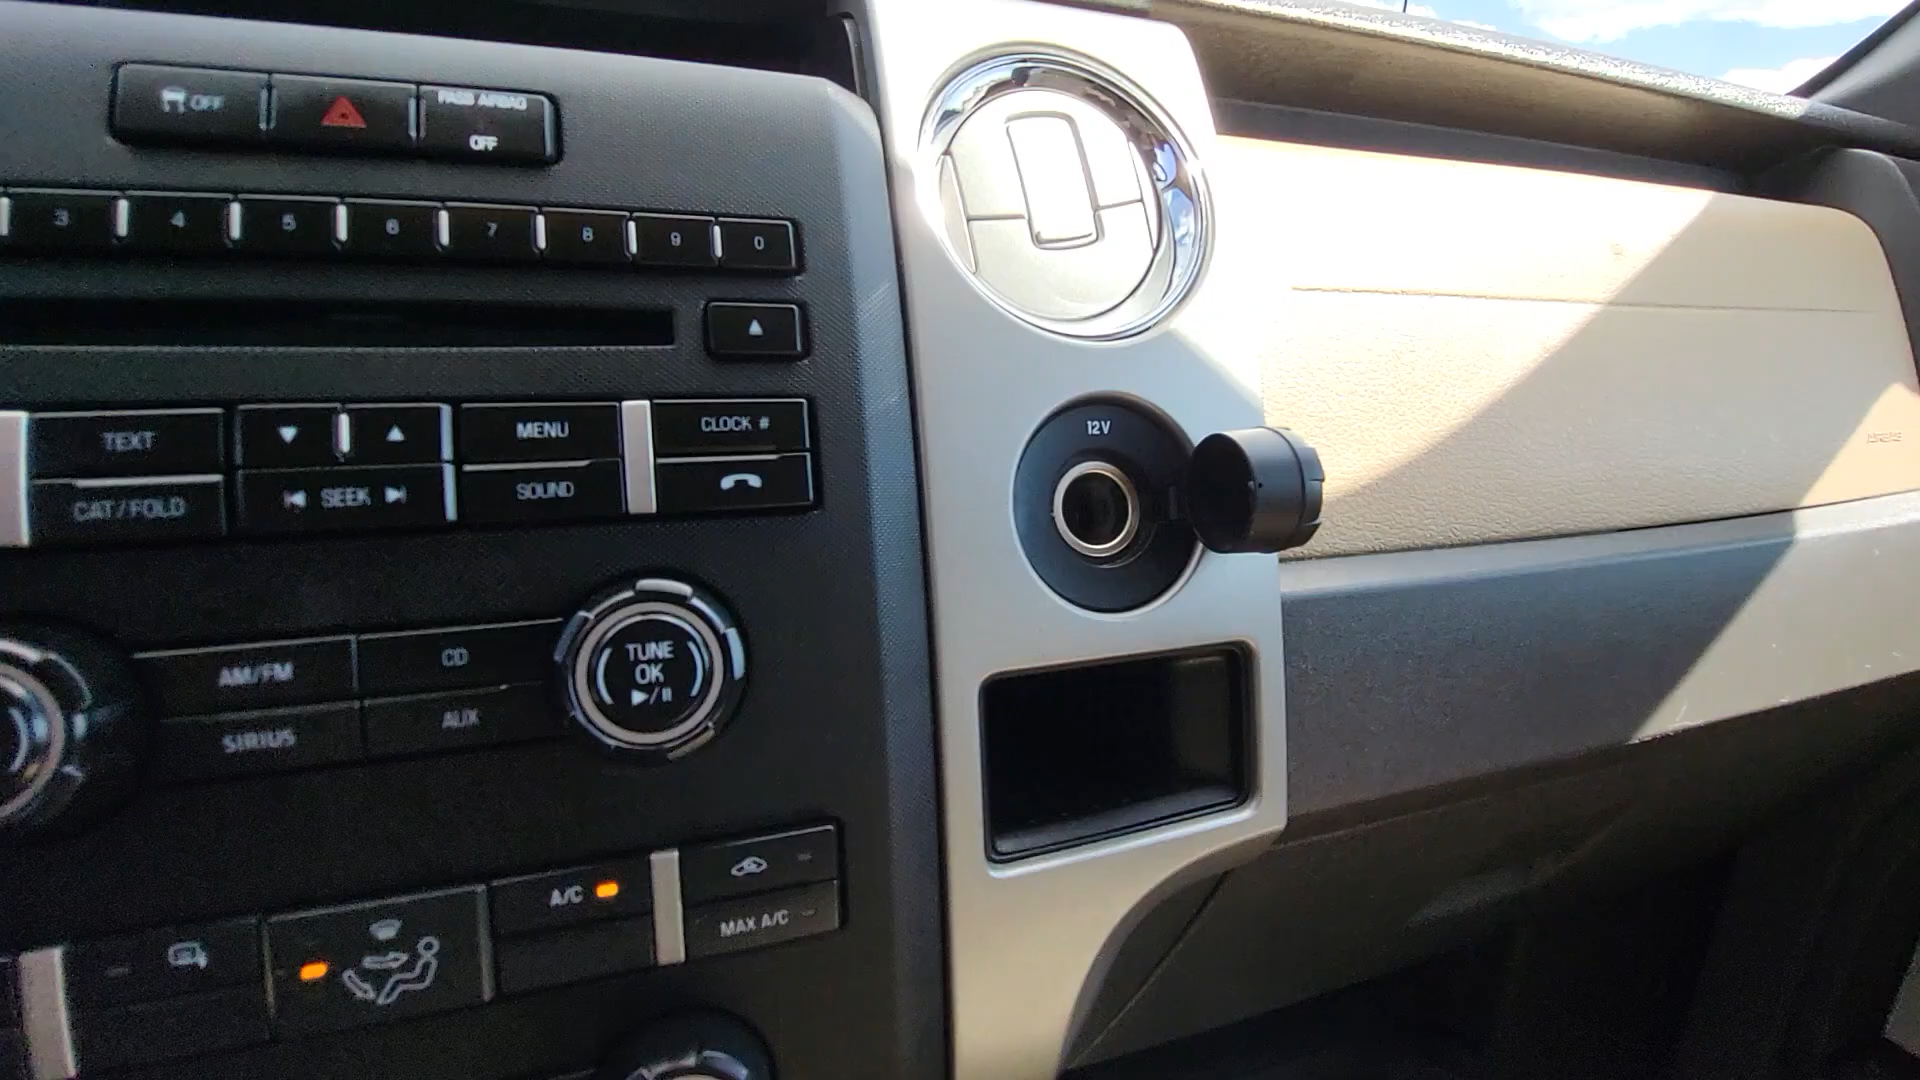 OFF
PASS AIRBAG
OFF
3 4 5 6 7 8 9 0
TEXT
MENU
CLOCK #
CAT/FOLD
SEEK
SOUND
12V
AM/FM
CD
TUNE
OK
SIRIUS
AUX
A/C
MAX A/C